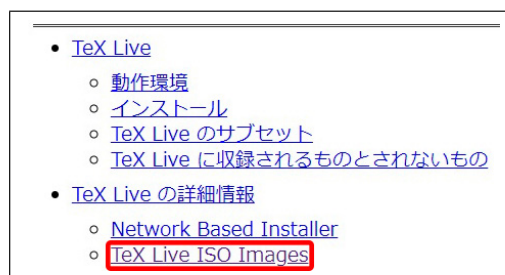 TeX Live
動作環境
インストール
TeX Live のサブセット
TeX Live に収録されるものとされないもの
TeX Live の詳細情報
Network Based Installer
TeX Live ISO Images